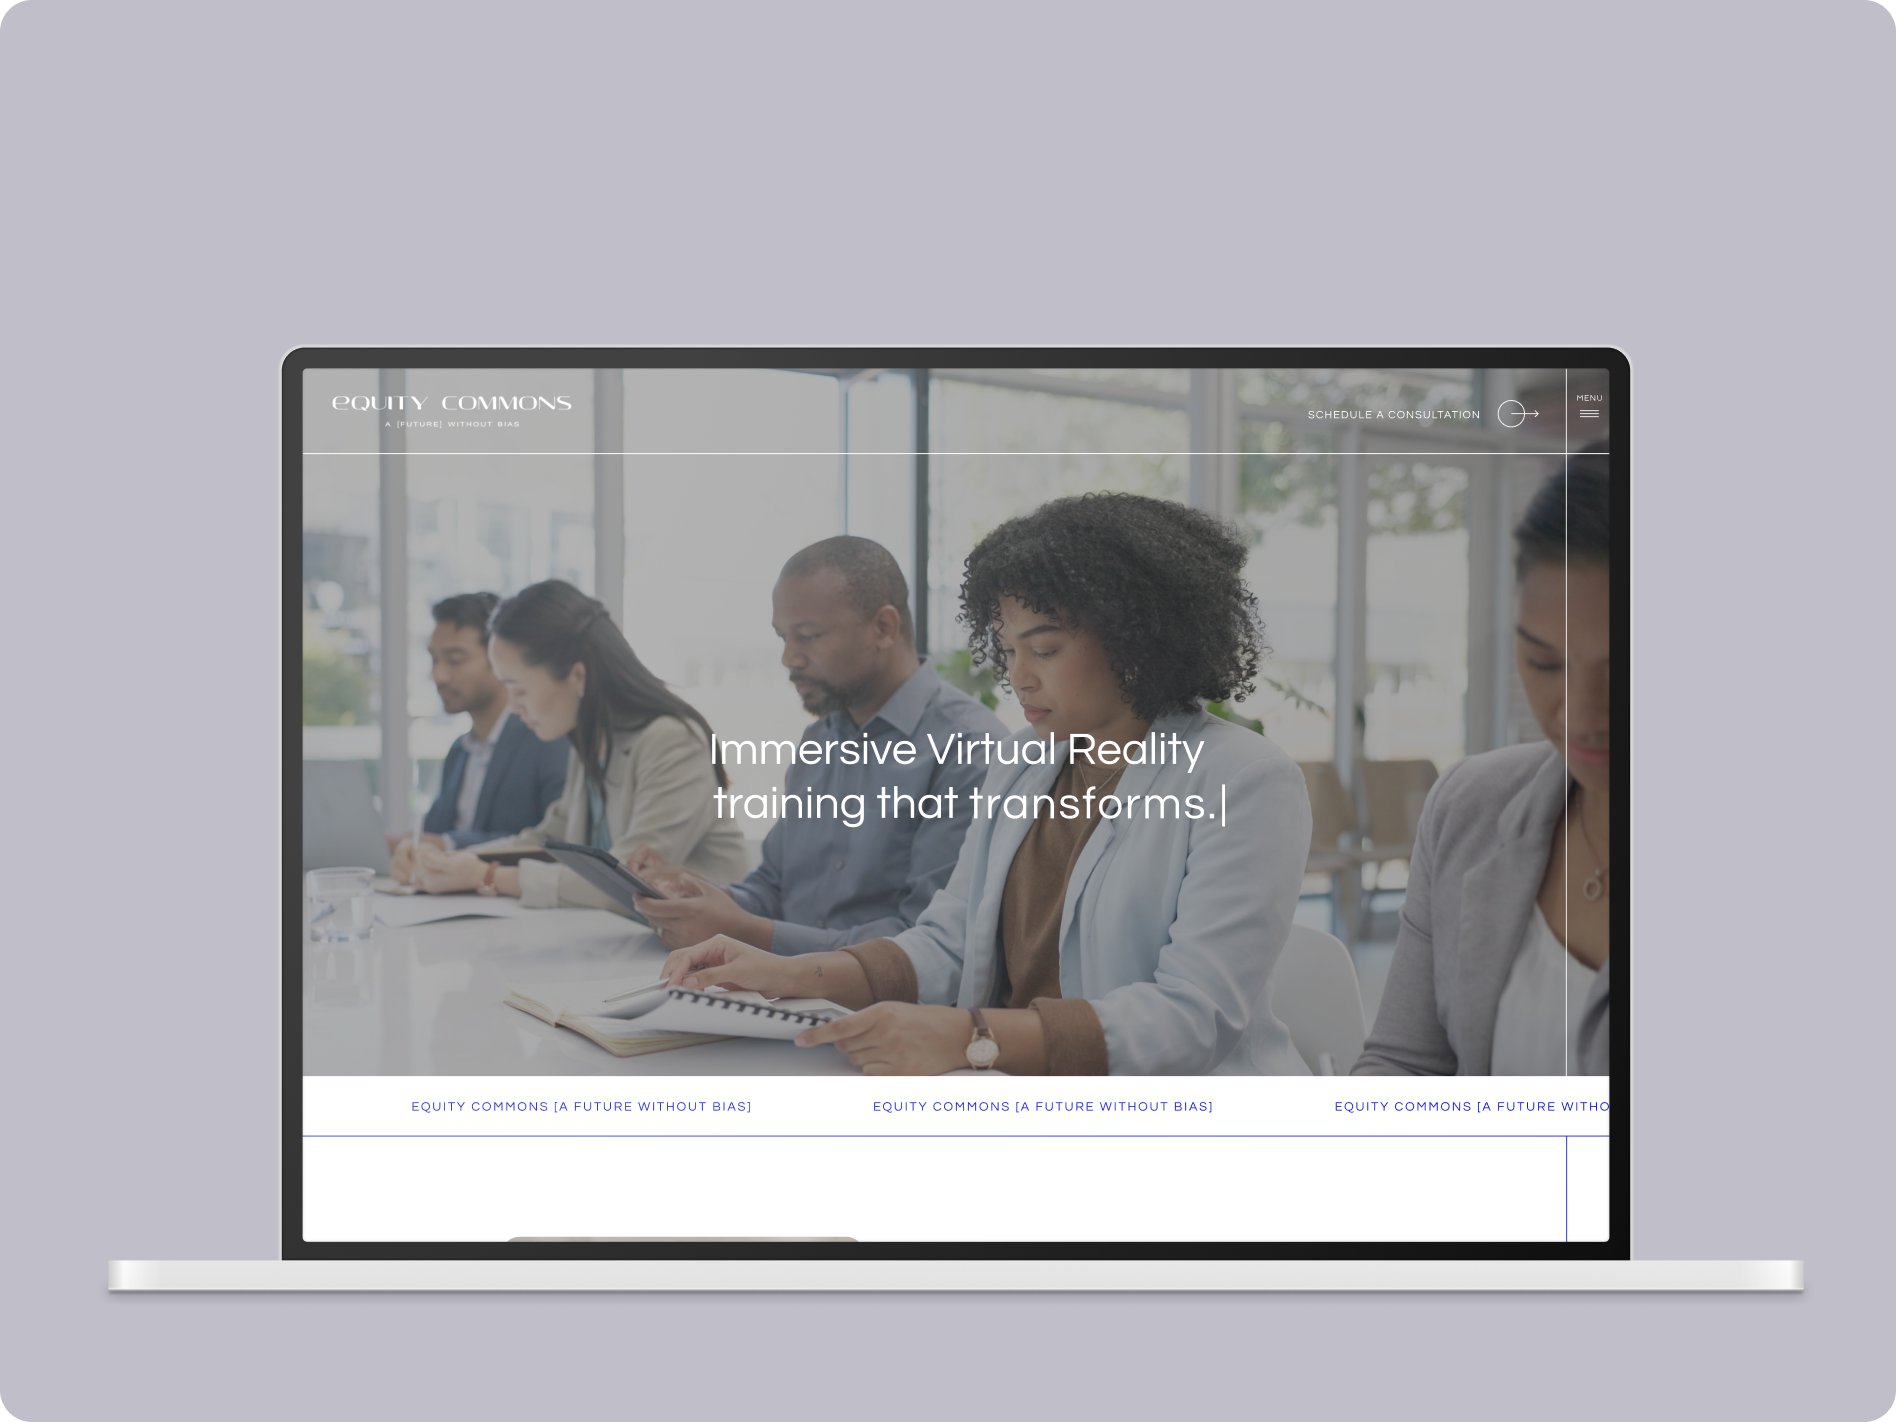 EQUITY COMMONS
A [FUTURE] WITHOUT BIAS
SCHEDULE A CONSULTATION
MENU
Immersive Virtual Reality
training that transforms.|
EQUITY COMMONS [A FUTURE WITHOUT BIAS]
EQUITY COMMONS [A FUTURE WITHOUT BIAS]
EQUITY COMMONS [A FUTURE WITHO